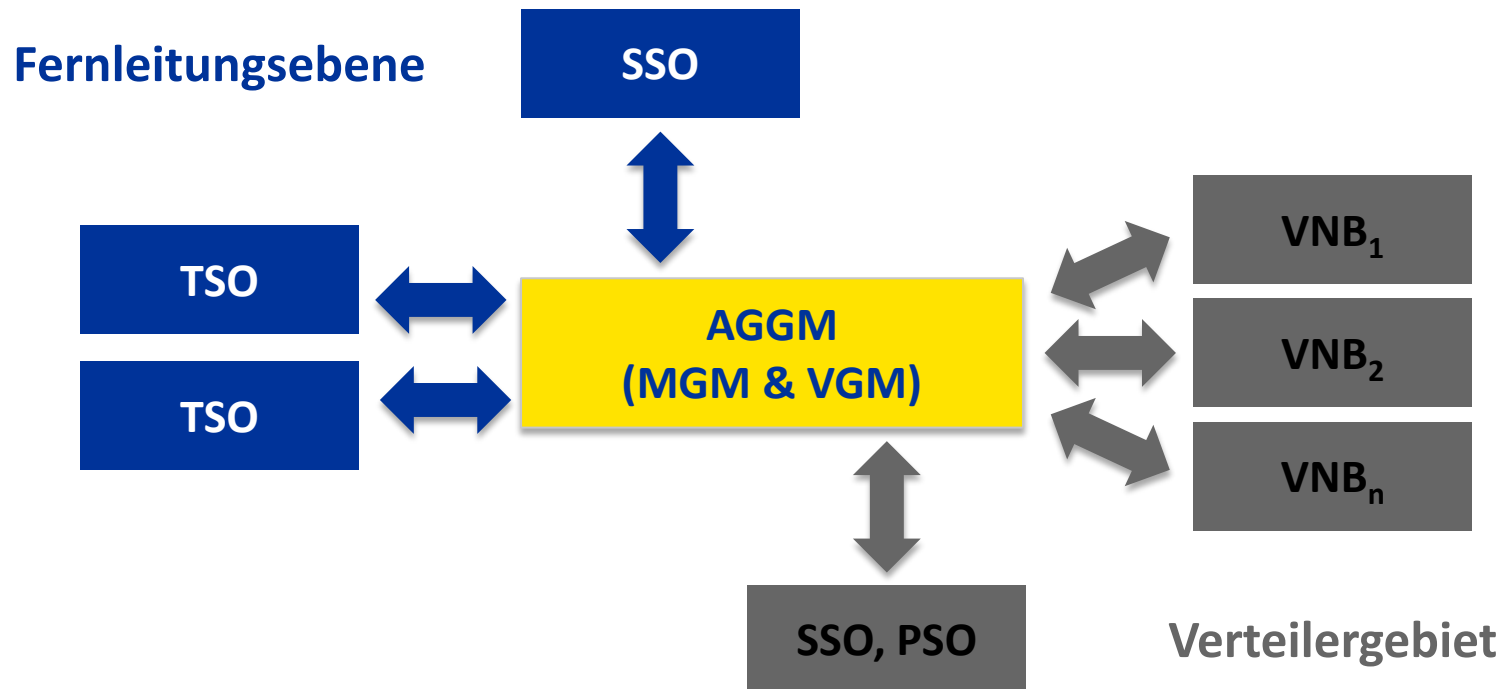 Fernleitungsebene
SSO
TSO
TSO
AGGM
(MGM & VGM)
VNB₁
VNB₂
VNBₙ
SSO, PSO
Verteilergebiet